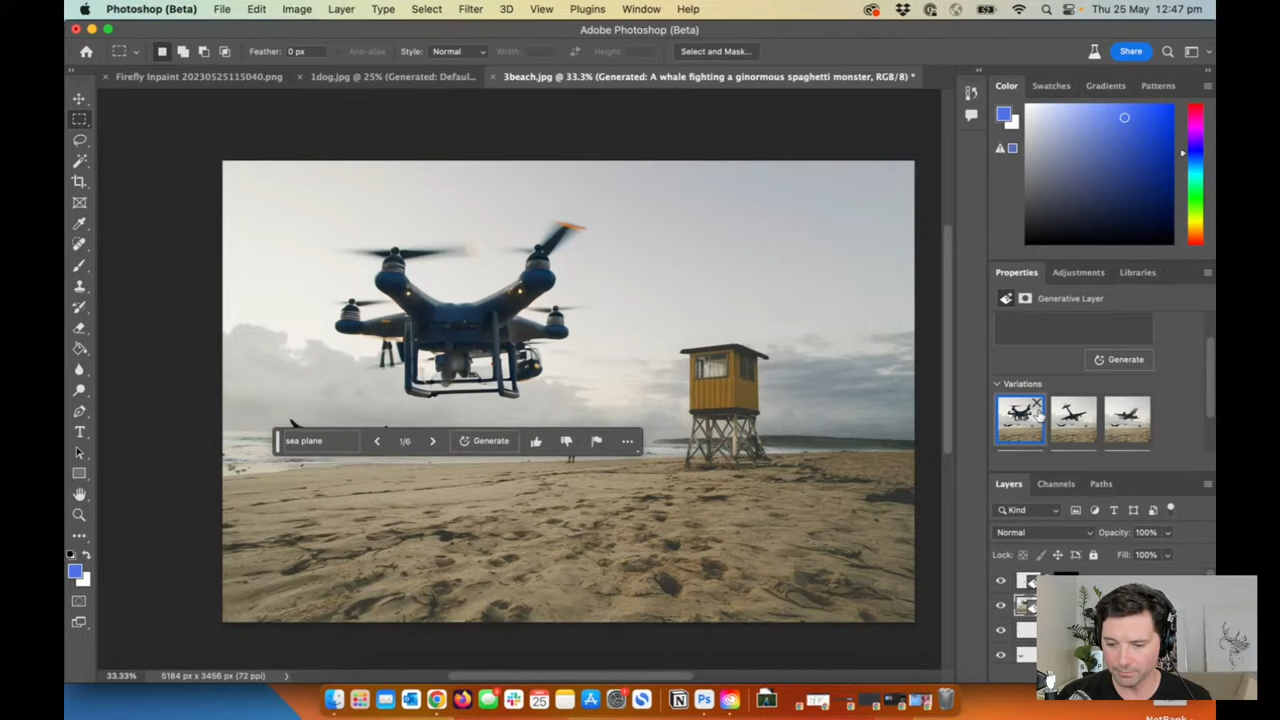 Photoshop (Beta) File Edit Image Layer Type Select Filter 3D View Plugins Window Help Thu 25 May 12:47 pm
Adobe Photoshop (Beta)
Feather: 0 px Anti-alias Style: Normal Width: Height: Select and Mask... Share
Firefly Inpaint 20230525115040.png 1dog.jpg @ 25% (Generated: Defaul... 3beach.jpg @ 33.3% (Generated: A whale fighting a ginormous spaghetti monster, RGB/8) *
Color Swatches Gradients Patterns
Properties Adjustments Libraries
Generative Layer
Generate
Variations
sea plane 1/6 Generate
Layers Channels Paths
Kind
Normal Opacity: 100%
Lock: Fill: 100%
33.33% 5184 px x 3456 px (72 ppi)